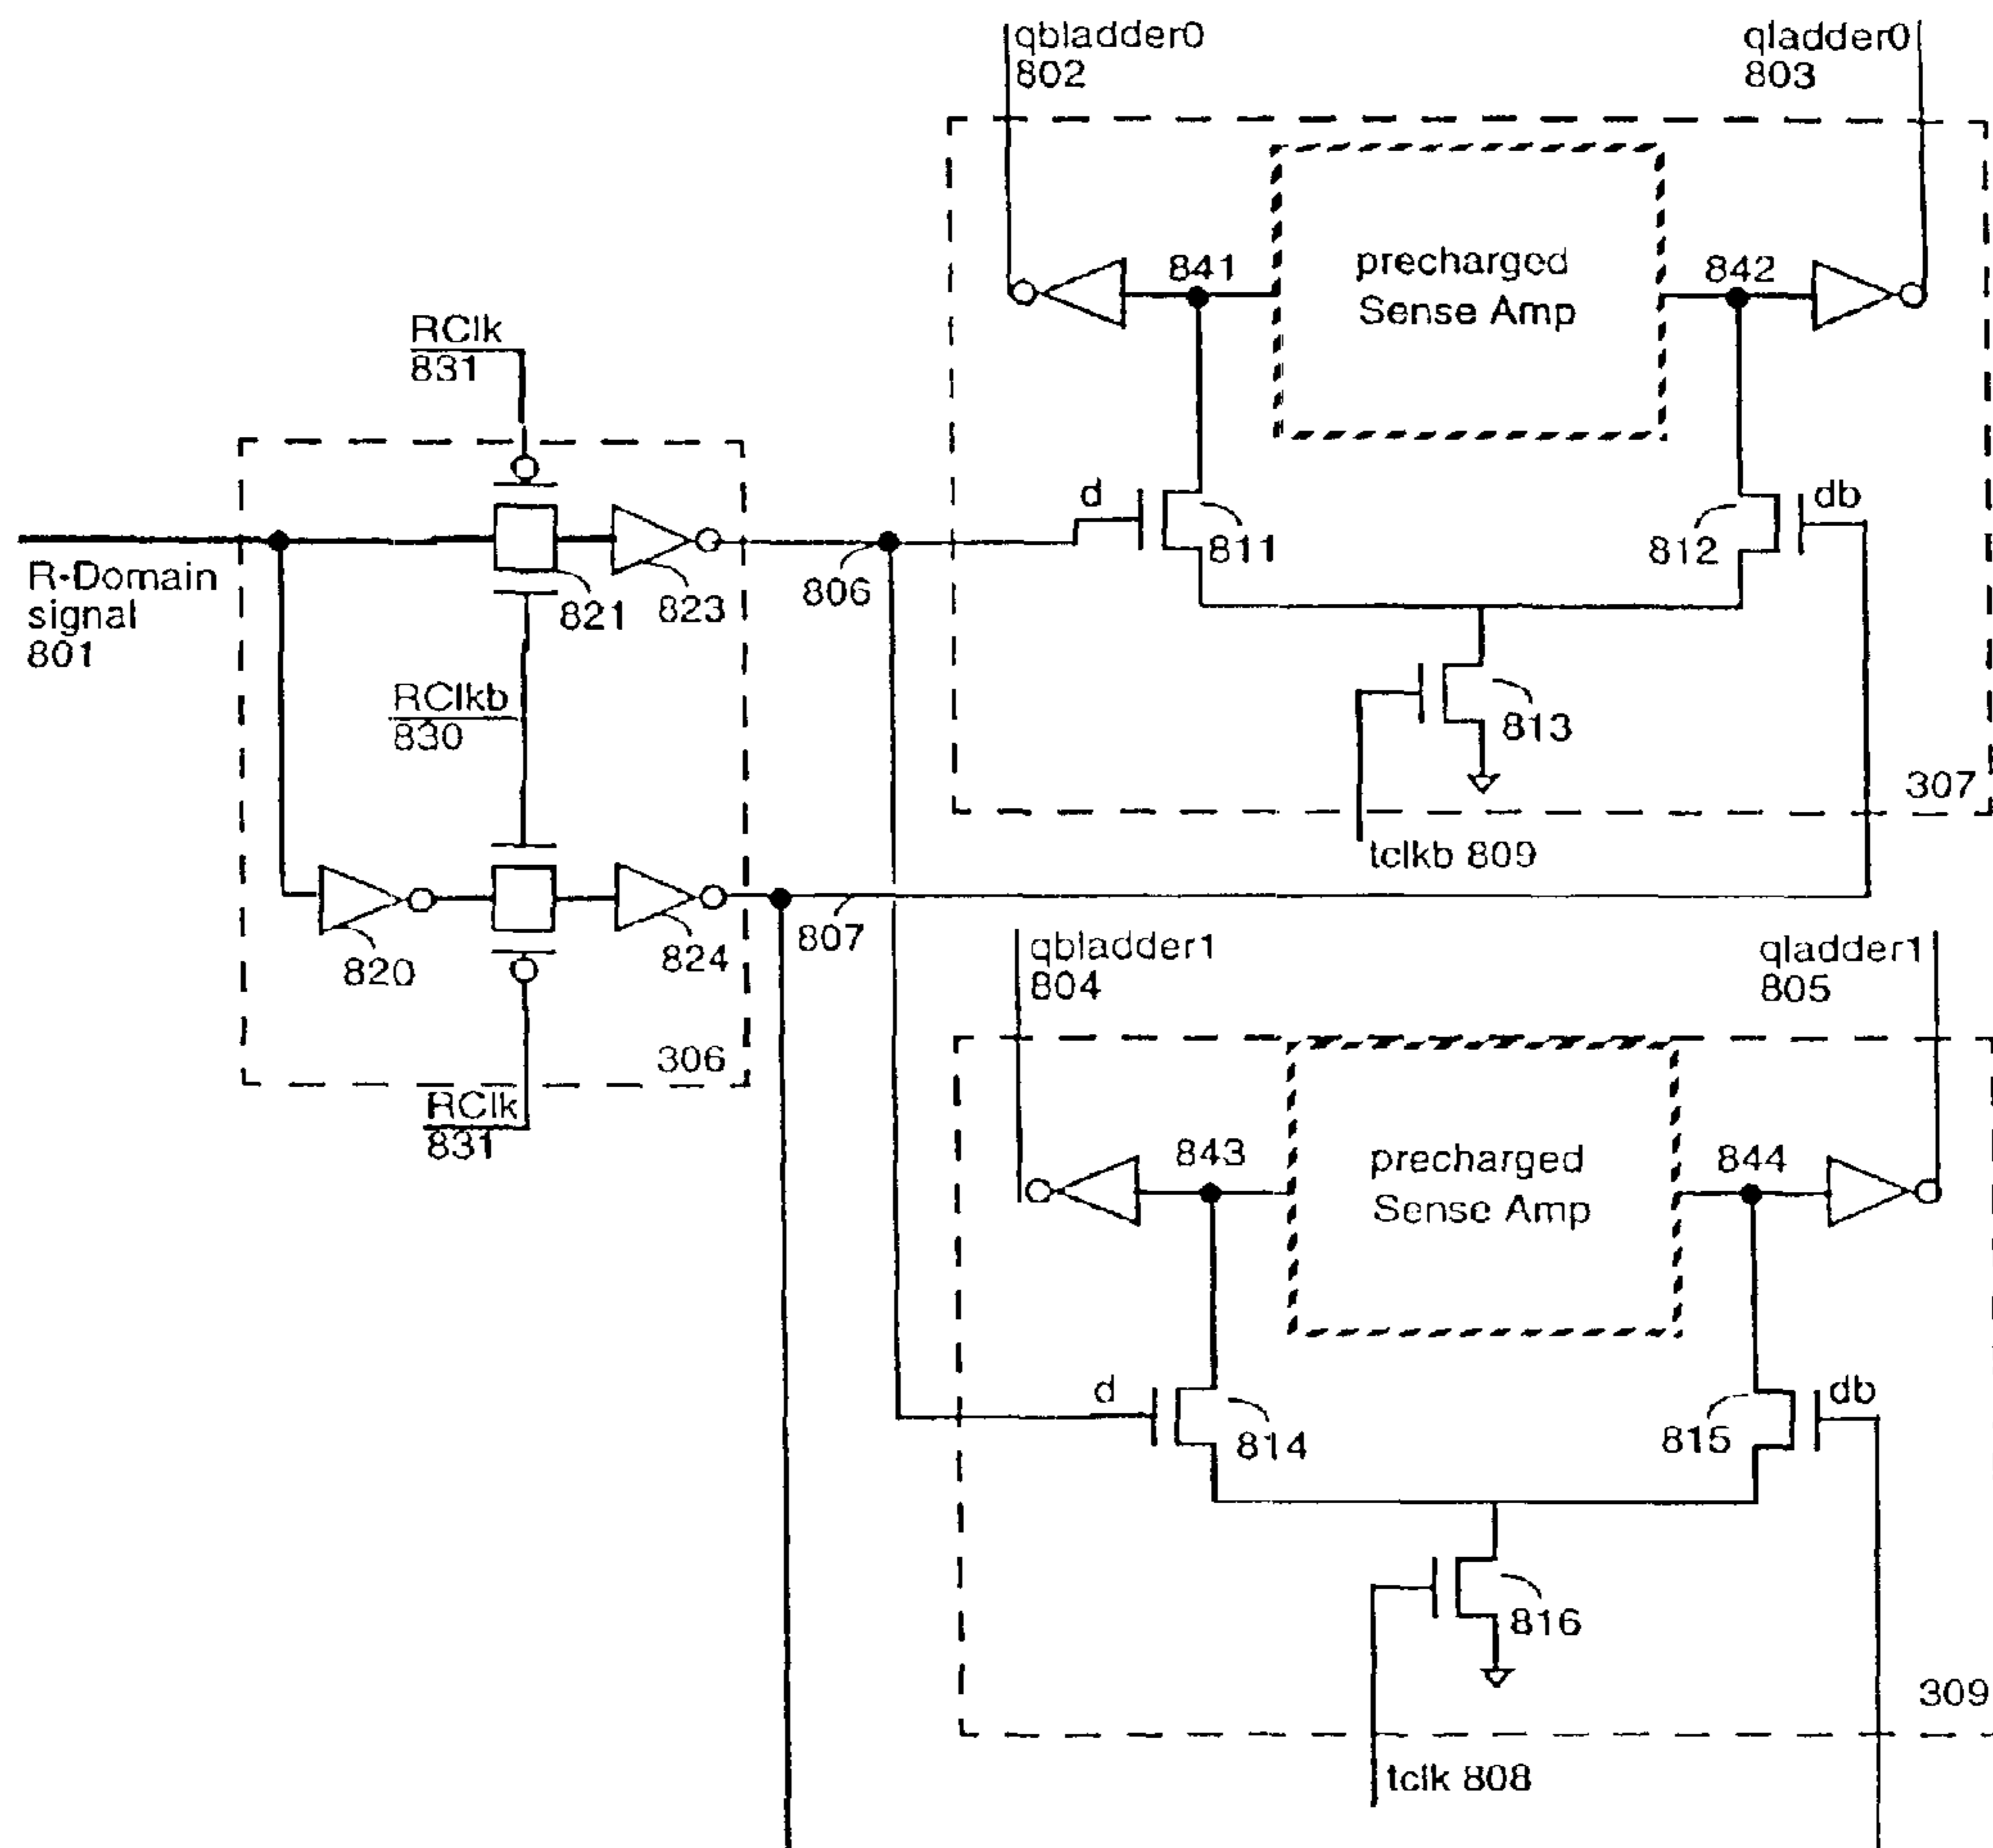 qbladder0
802
qladder0
803
841
precharged
Sense Amp
842
RClk
831
d
811
812
db
R-Domain
signal
801
821
823
806
RClkb
830
813
307
tclkb 809
820
824
807
qbladder1
804
qladder1
805
306
RClk
831
843
precharged
Sense Amp
844
d
814
815
db
816
309
tclk 808